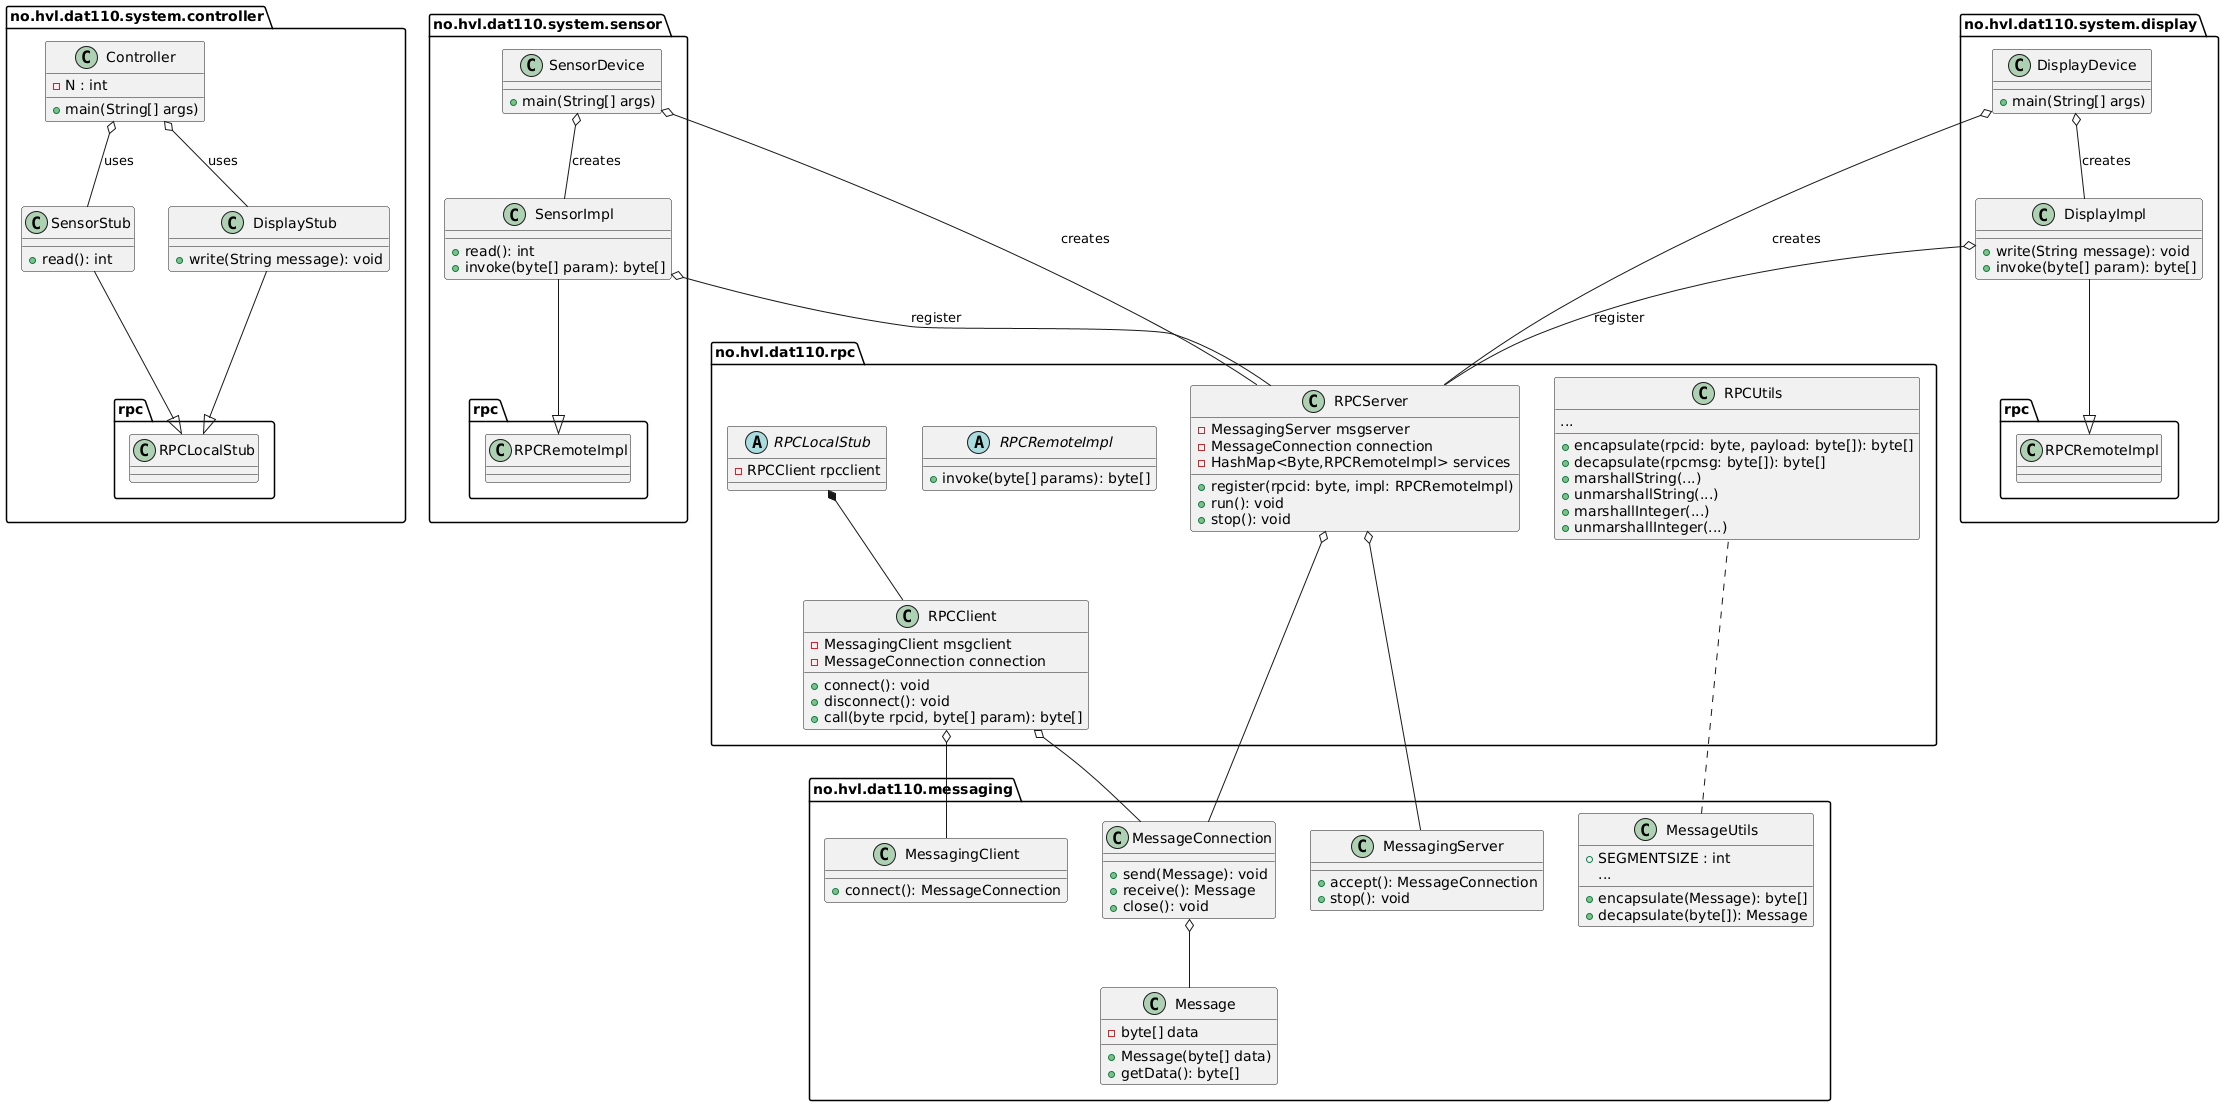 no.hvl.dat110.system.controller
C Controller
N : int
main(String[] args)
uses
uses
C SensorStub
read(): int
C DisplayStub
write(String message): void
rpc
C RPCLocalStub
no.hvl.dat110.system.sensor
C SensorDevice
main(String[] args)
creates
C SensorImpl
read(): int
invoke(byte[] param): byte[]
rpc
C RPCRemoteImpl
creates
register
no.hvl.dat110.system.display
C DisplayDevice
main(String[] args)
creates
C DisplayImpl
write(String message): void
invoke(byte[] param): byte[]
rpc
C RPCRemoteImpl
creates
register
no.hvl.dat110.rpc
A RPCLocalStub
RPCClient rpcclient
A RPCRemoteImpl
invoke(byte[] params): byte[]
C RPCServer
MessagingServer msgserver
MessageConnection connection
HashMap<Byte,RPCRemoteImpl> services
register(rpcid: byte, impl: RPCRemoteImpl)
run(): void
stop(): void
C RPCUtils
...
encapsulate(rpcid: byte, payload: byte[]): byte[]
decapsulate(rpcmsg: byte[]): byte[]
marshallString(...)
unmarshallString(...)
marshallInteger(...)
unmarshallInteger(...)
C RPCClient
MessagingClient msgclient
MessageConnection connection
connect(): void
disconnect(): void
call(byte rpcid, byte[] param): byte[]
no.hvl.dat110.messaging
C MessagingClient
connect(): MessageConnection
C MessageConnection
send(Message): void
receive(): Message
close(): void
C MessagingServer
accept(): MessageConnection
stop(): void
C MessageUtils
SEGMENTSIZE : int
...
encapsulate(Message): byte[]
decapsulate(byte[]): Message
C Message
byte[] data
Message(byte[] data)
getData(): byte[]